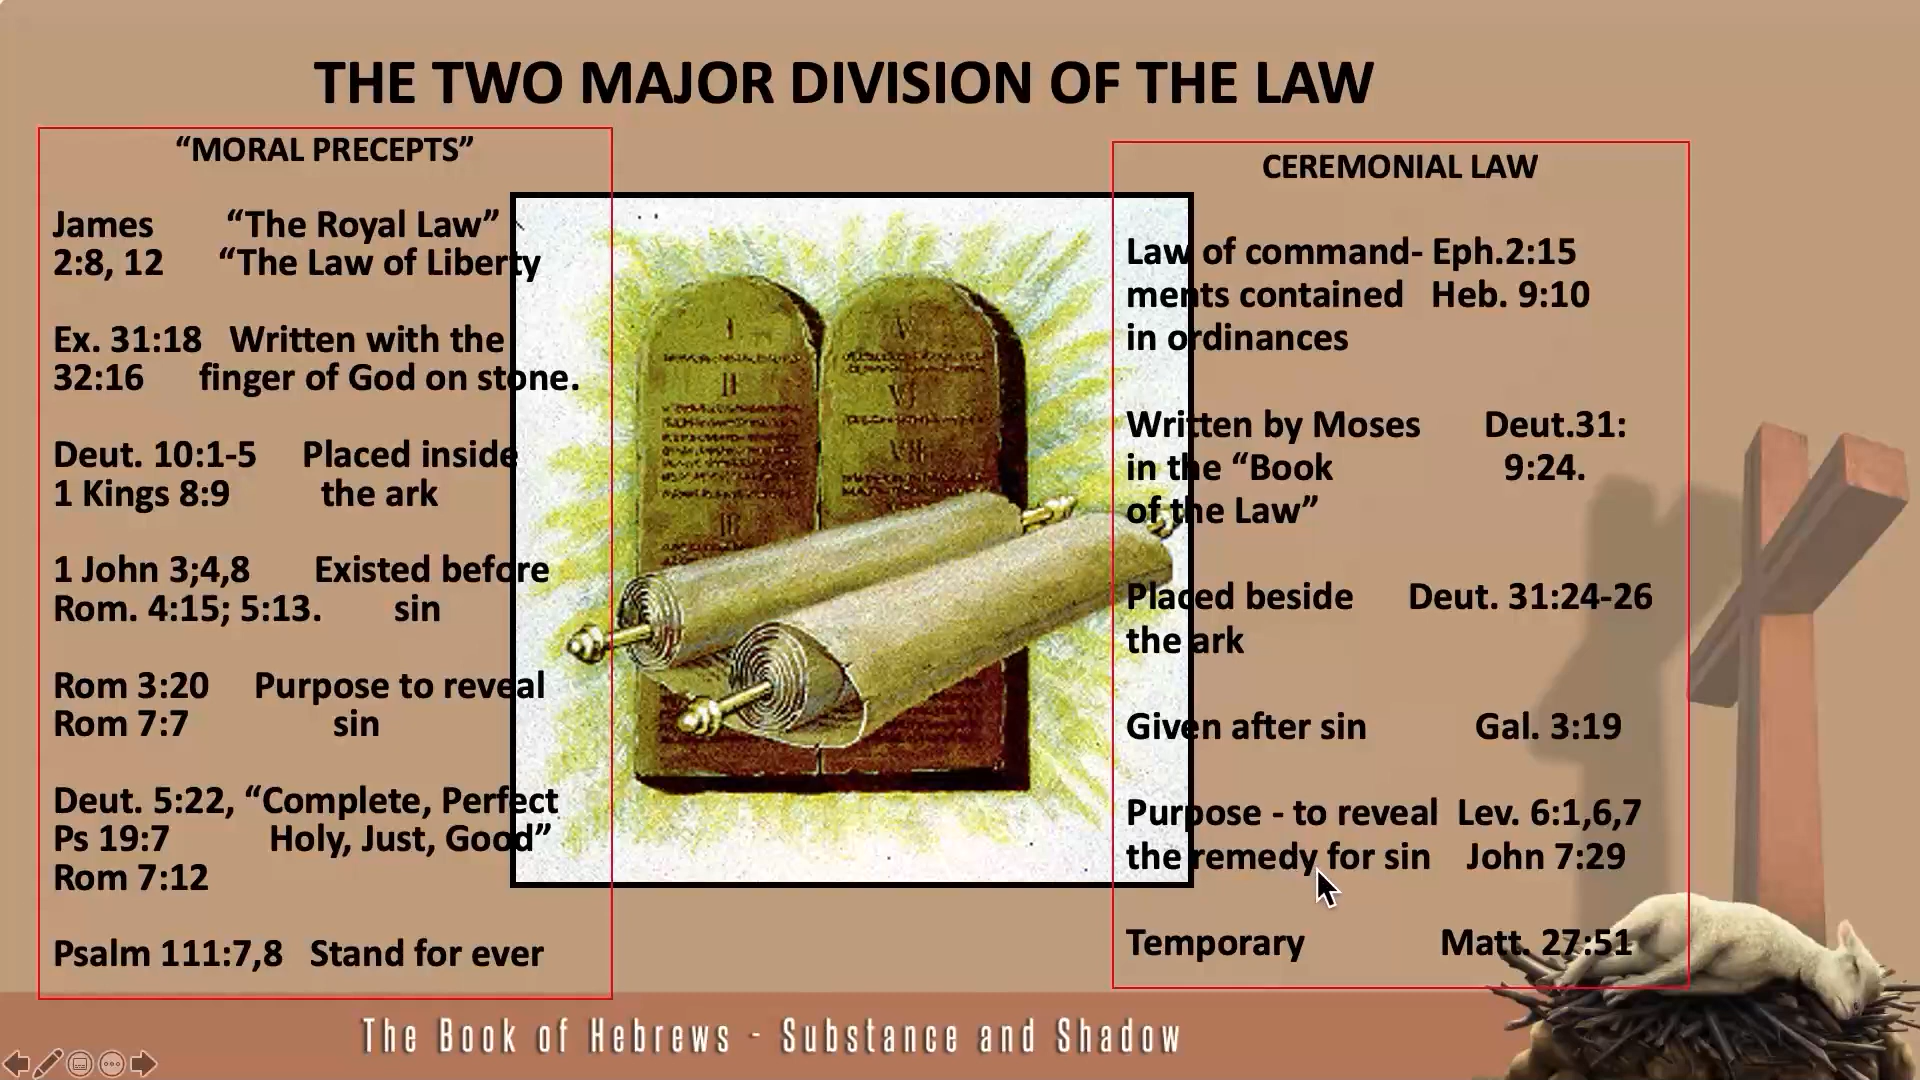 THE TWO MAJOR DIVISION OF THE LAW
“MORAL PRECEPTS”
James “The Royal Law”
2:8, 12 “The Law of Liberty
Ex. 31:18 Written with the
32:16 finger of God on stone.
Deut. 10:1-5 Placed inside
1 Kings 8:9 the ark
1 John 3;4,8 Existed before
Rom. 4:15; 5:13. sin
Rom 3:20 Purpose to reveal
Rom 7:7 sin
Deut. 5:22, “Complete, Perfect
Ps 19:7 Holy, Just, Good”
Rom 7:12
Psalm 111:7,8 Stand for ever
I
II
III
V
VI
VII
CEREMONIAL LAW
Law of command- Eph.2:15
ments contained Heb. 9:10
in ordinances
Written by Moses Deut.31:
in the “Book 9:24.
of the Law”
Placed beside Deut. 31:24-26
the ark
Given after sin Gal. 3:19
Purpose - to reveal Lev. 6:1,6,7
the remedy for sin John 7:29
Temporary Matt. 27:51
The Book of Hebrews - Substance and Shadow